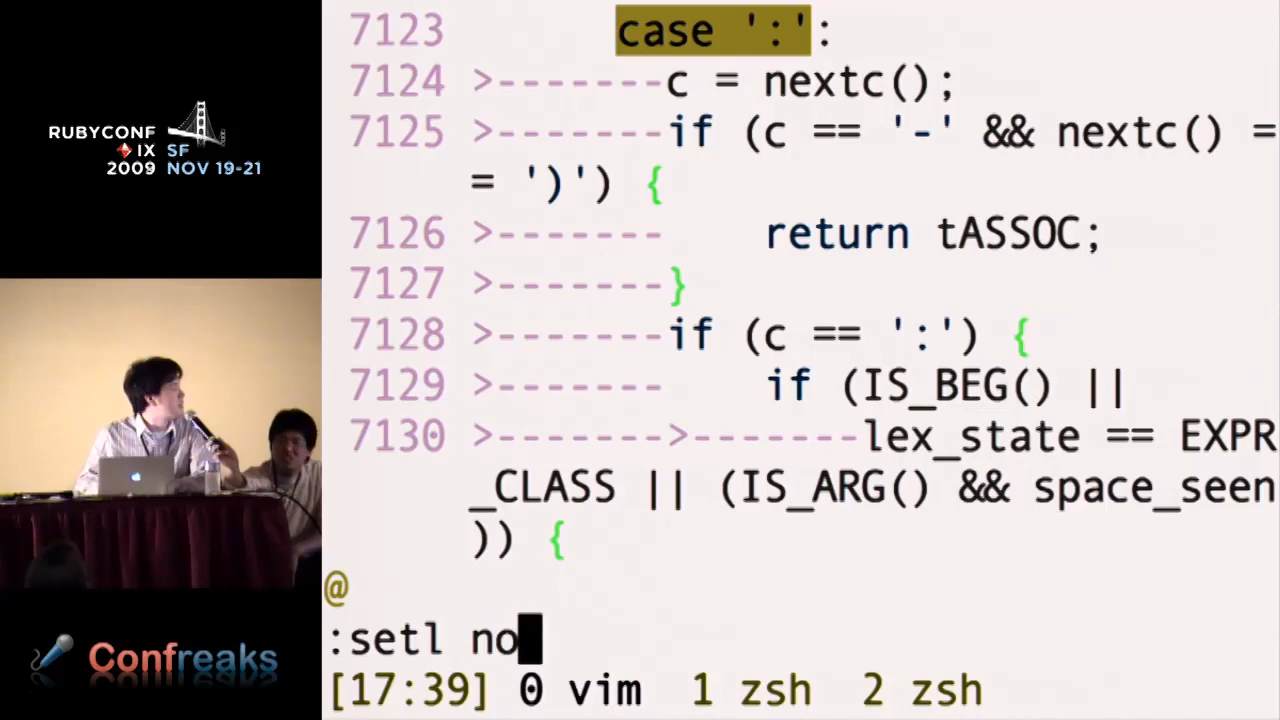 RUBYCONF
IX SF
2009 NOV 19-21
7123 case ':':
7124 >-------c = nextc();
7125 >-------if (c == '-' && nextc() =
= ')') {
7126 >------- return tASSOC;
7127 >-------}
7128 >-------if (c == ':') {
7129 >------- if (IS_BEG() ||
7130 >------->-------lex_state == EXPR
_CLASS || (IS_ARG() && space_seen
)) {
@
:setl no
[17:39] 0 vim 1 zsh 2 zsh
Confreaks